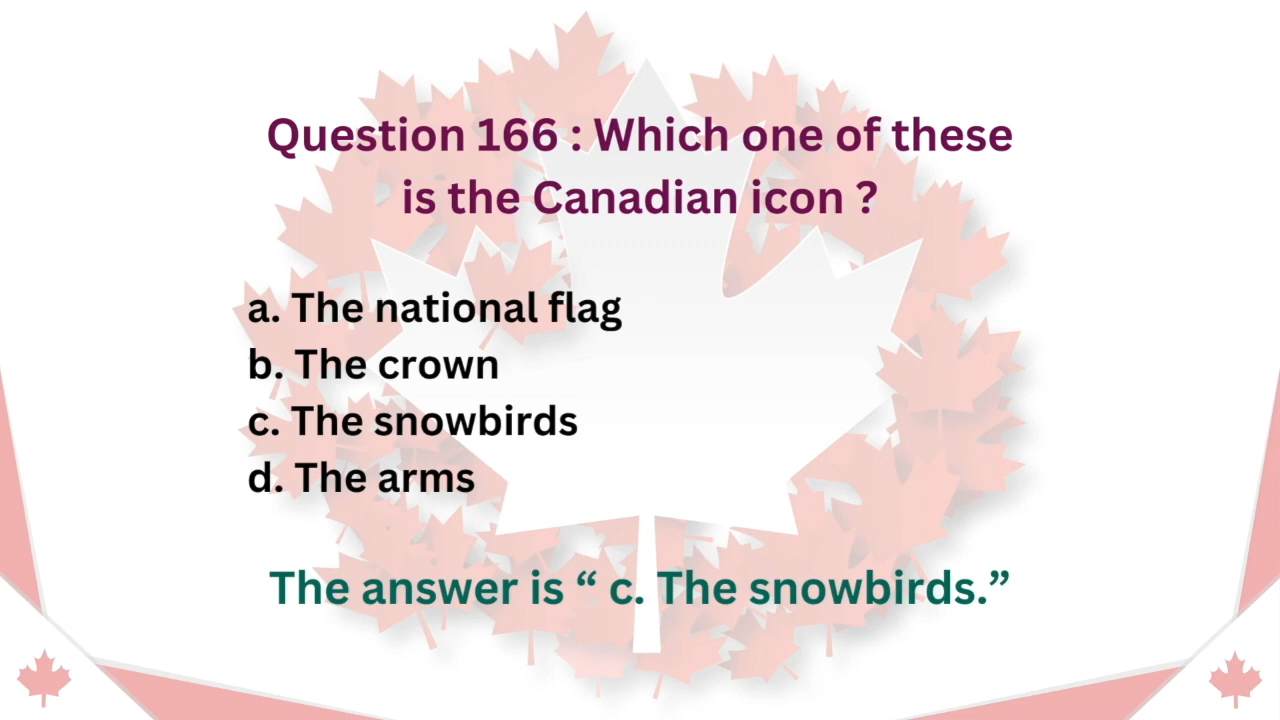 Question 166 : Which one of these
is the Canadian icon ?
a. The national flag
b. The crown
c. The snowbirds
d. The arms
The answer is “ c. The snowbirds.”